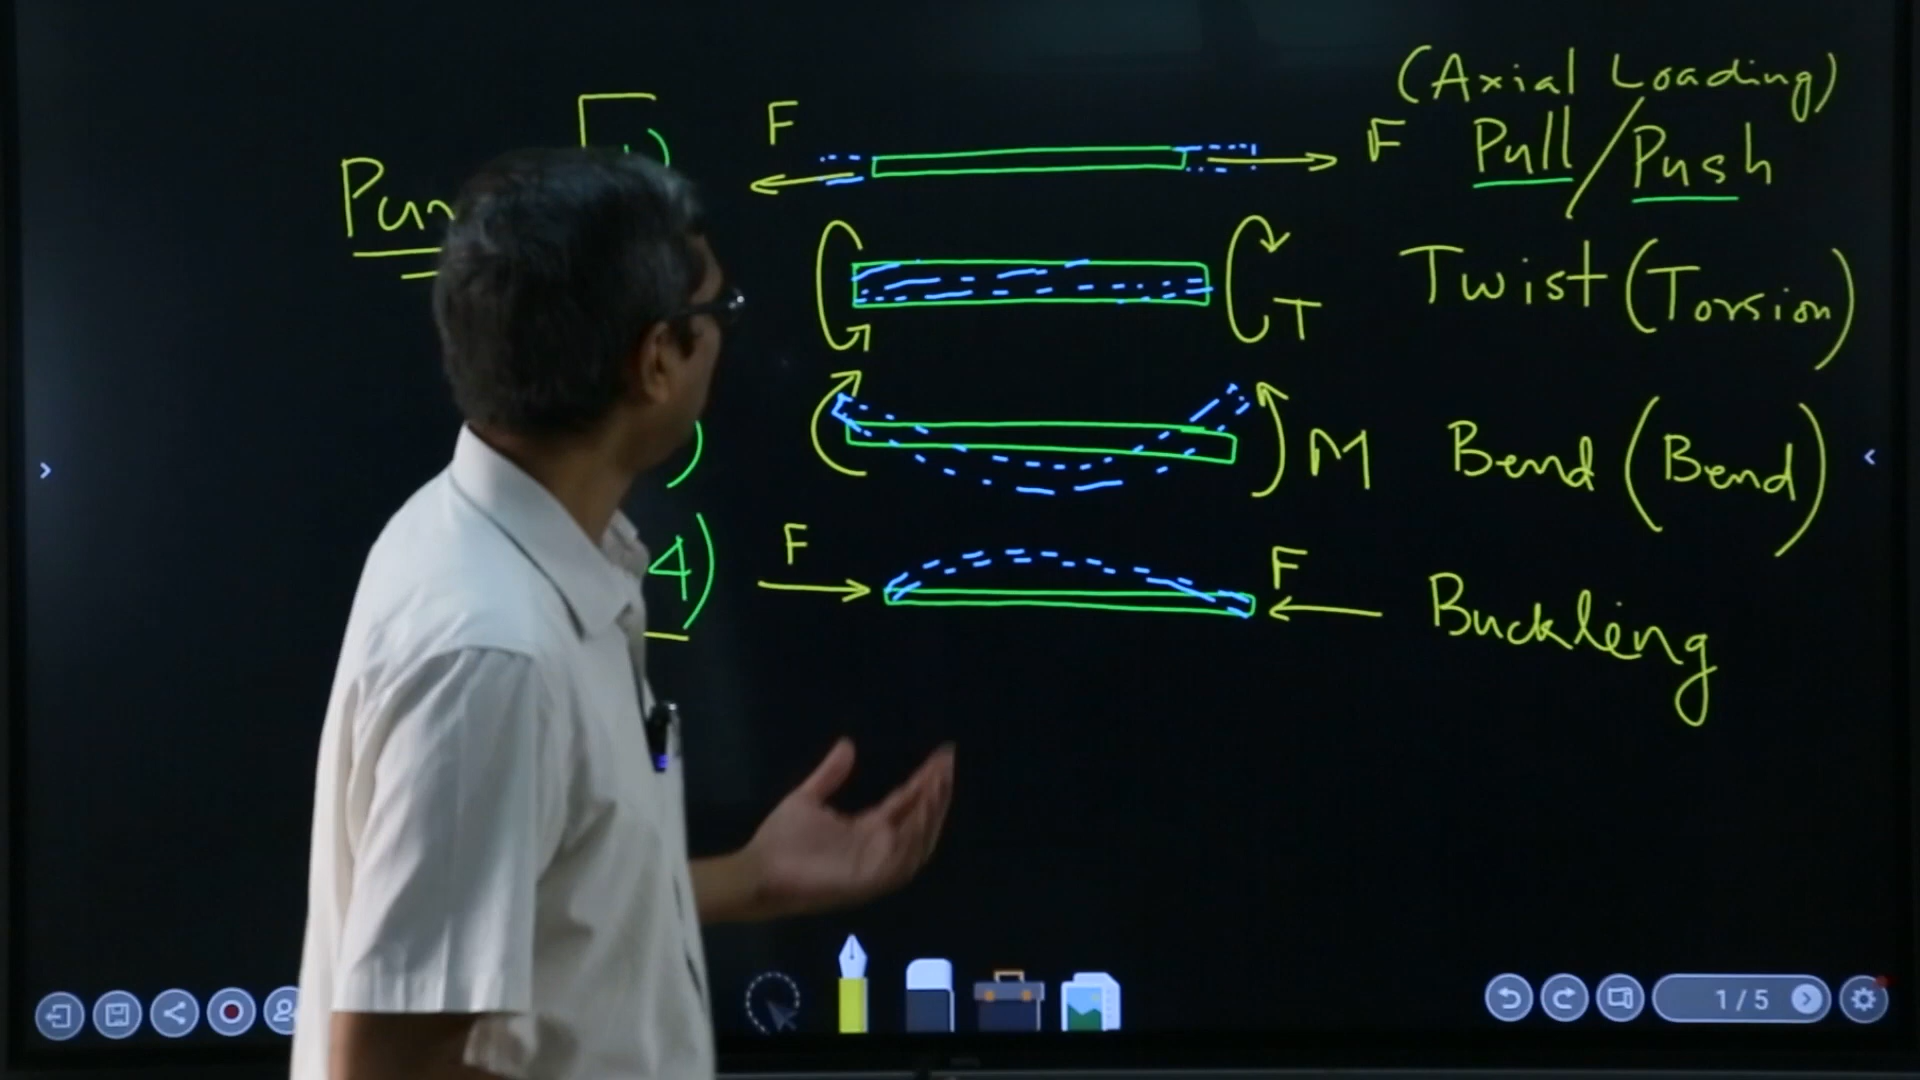 (Axial Loading)
F F Pull/Push
T Twist (Torsion)
M Bend (Bend)
4) F F Buckling
1 / 5